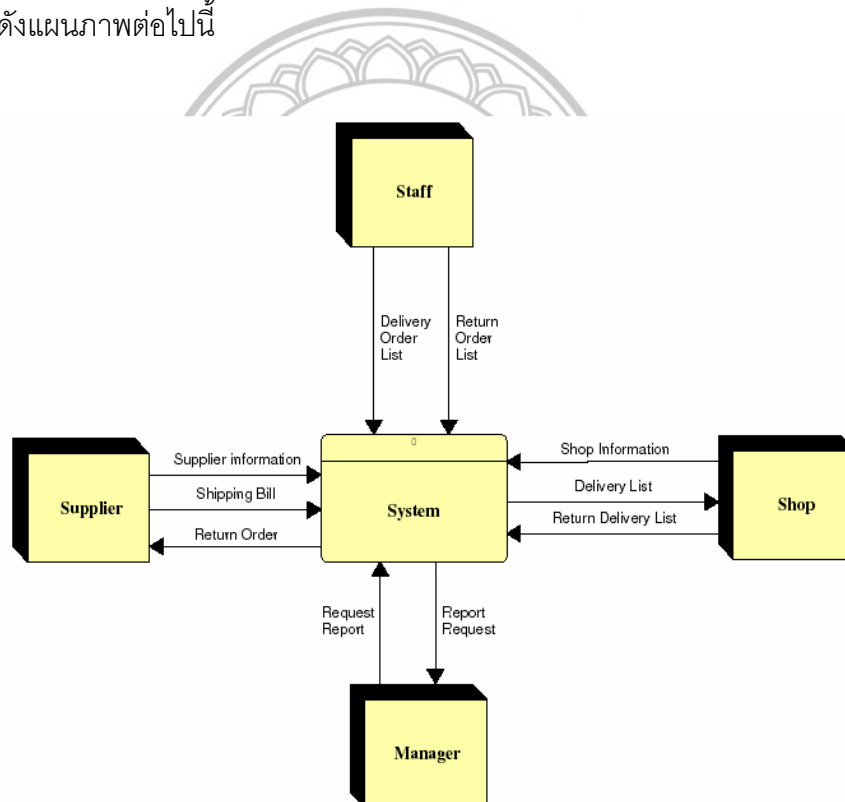 ดังแผนภาพต่อไปนี้
Staff
Delivery
Order
List
Return
Order
List
0
System
Supplier information
Shipping Bill
Return Order
Supplier
Shop Information
Delivery List
Return Delivery List
Shop
Request
Report
Report
Request
Manager